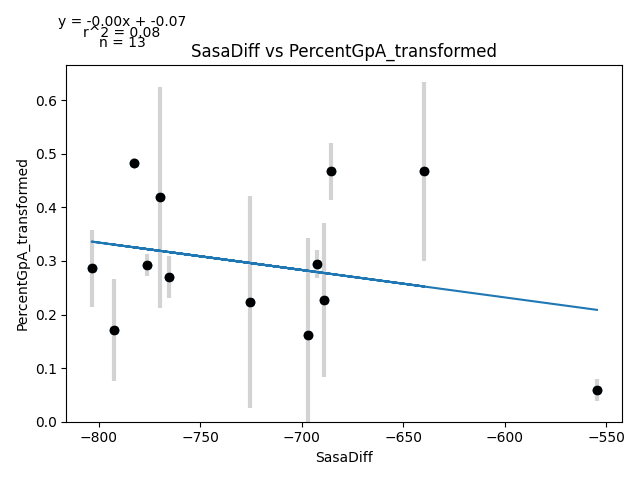 y = -0.00x + -0.07
r^2 = 0.08
n = 13
SasaDiff vs PercentGpA_transformed
PercentGpA_transformed
0.6
0.5
0.4
0.3
0.2
0.1
0.0
−800 −750 −700 −650 −600 −550
SasaDiff